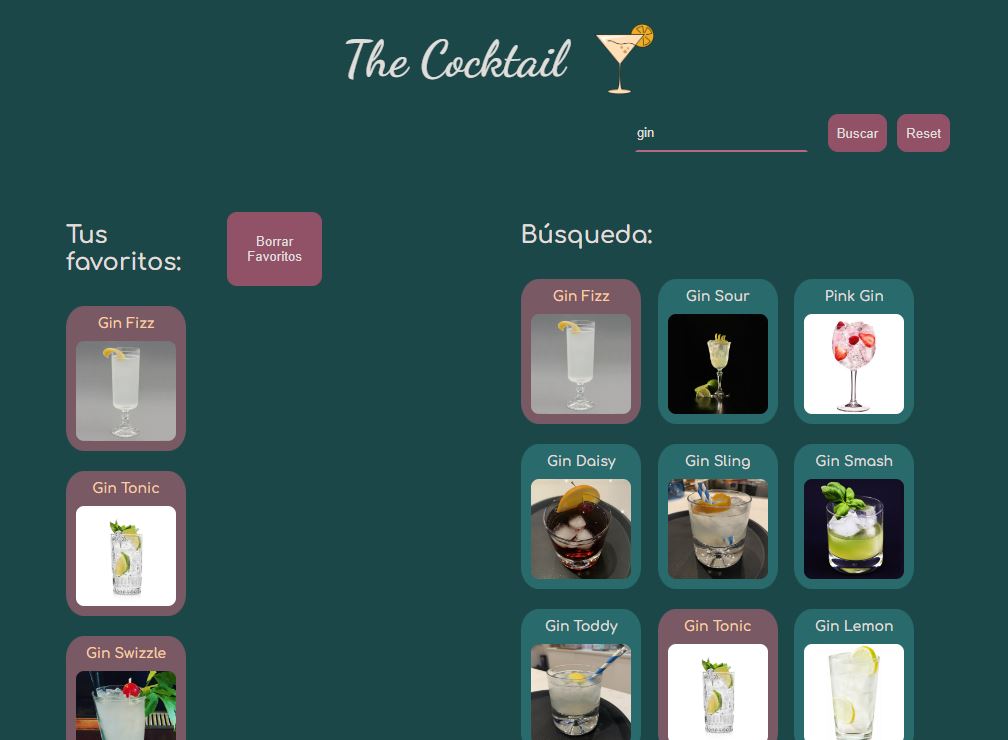 The Cocktail
gin
Buscar
Reset
Tus
favoritos:
Borrar
Favoritos
Gin Fizz
Gin Tonic
Gin Swizzle
Búsqueda:
Gin Fizz
Gin Sour
Pink Gin
Gin Daisy
Gin Sling
Gin Smash
Gin Toddy
Gin Tonic
Gin Lemon